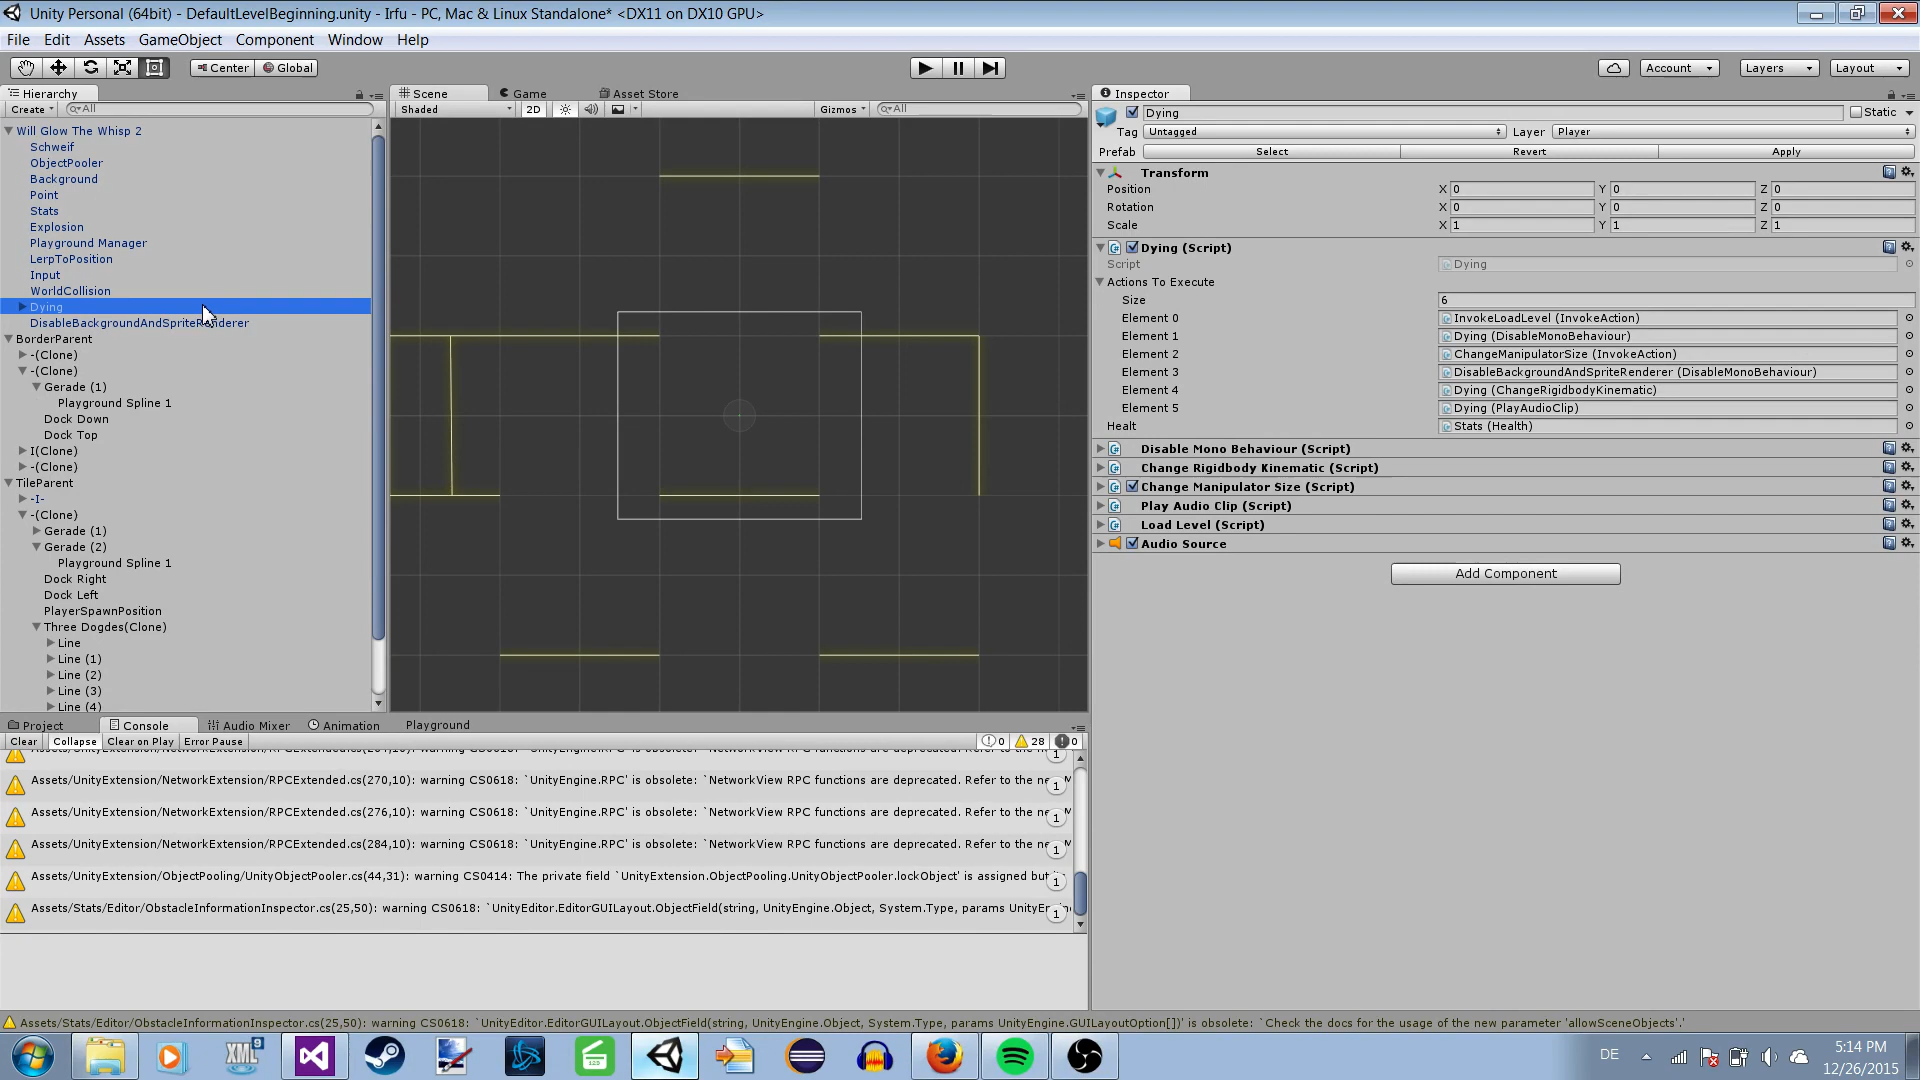 Unity Personal (64bit) - DefaultLevelBeginning.unity - Irfu - PC, Mac & Linux Standalone* <DX11 on DX10 GPU>
File Edit Assets GameObject Component Window Help
Center Global Account Layers Layout
Hierarchy
Create All
Will Glow The Whisp 2
Schweif
ObjectPooler
Background
Point
Stats
Explosion
Playground Manager
LerpToPosition
Input
WorldCollision
Dying
DisableBackgroundAndSpriteRenderer
BorderParent
-(Clone)
-(Clone)
Gerade (1)
Playground Spline 1
Dock Down
Dock Top
I(Clone)
-(Clone)
TileParent
-I-
-(Clone)
Gerade (1)
Gerade (2)
Playground Spline 1
Dock Right
Dock Left
PlayerSpawnPosition
Three Dogdes(Clone)
Line
Line (1)
Line (2)
Line (3)
Line (4)
Scene Game Asset Store
Shaded 2D Gizmos All
Inspector
Dying Static
Tag Untagged Layer Player
Prefab Select Revert Apply
Transform
Position X 0 Y 0 Z 0
Rotation X 0 Y 0 Z 0
Scale X 1 Y 1 Z 1
Dying (Script)
Script Dying
Actions To Execute
Size 6
Element 0 InvokeLoadLevel (InvokeAction)
Element 1 Dying (DisableMonoBehaviour)
Element 2 ChangeManipulatorSize (InvokeAction)
Element 3 DisableBackgroundAndSpriteRenderer (DisableMonoBehaviour)
Element 4 Dying (ChangeRigidbodyKinematic)
Element 5 Dying (PlayAudioClip)
Healt Stats (Health)
Disable Mono Behaviour (Script)
Change Rigidbody Kinematic (Script)
Change Manipulator Size (Script)
Play Audio Clip (Script)
Load Level (Script)
Audio Source
Add Component
Project Console Audio Mixer Animation Playground
Clear Collapse Clear on Play Error Pause 0 28 0
1
Assets/UnityExtension/NetworkExtension/RPCExtended.cs(270,10): warning CS0618: `UnityEngine.RPC' is obsolete: `NetworkView RPC functions are deprecated. Refer to the
1
Assets/UnityExtension/NetworkExtension/RPCExtended.cs(276,10): warning CS0618: `UnityEngine.RPC' is obsolete: `NetworkView RPC functions are deprecated. Refer to the
1
Assets/UnityExtension/NetworkExtension/RPCExtended.cs(284,10): warning CS0618: `UnityEngine.RPC' is obsolete: `NetworkView RPC functions are deprecated. Refer to the
1
Assets/UnityExtension/ObjectPooling/UnityObjectPooler.cs(44,31): warning CS0414: The private field `UnityExtension.ObjectPooling.UnityObjectPooler.lockObject' is assigned
1
Assets/Stats/Editor/ObstacleInformationInspector.cs(25,50): warning CS0618: `UnityEditor.EditorGUILayout.ObjectField(string, UnityEngine.Object, System.Type, params
1
Assets/Stats/Editor/ObstacleInformationInspector.cs(25,50): warning CS0618: `UnityEditor.EditorGUILayout.ObjectField(string, UnityEngine.Object, System.Type, params UnityEngine.GUILayoutOption[])' is obsolete: `Check the docs for the usage of the new parameter 'allowSceneObjects'.'
XML
DE
5:14 PM
12/26/2015